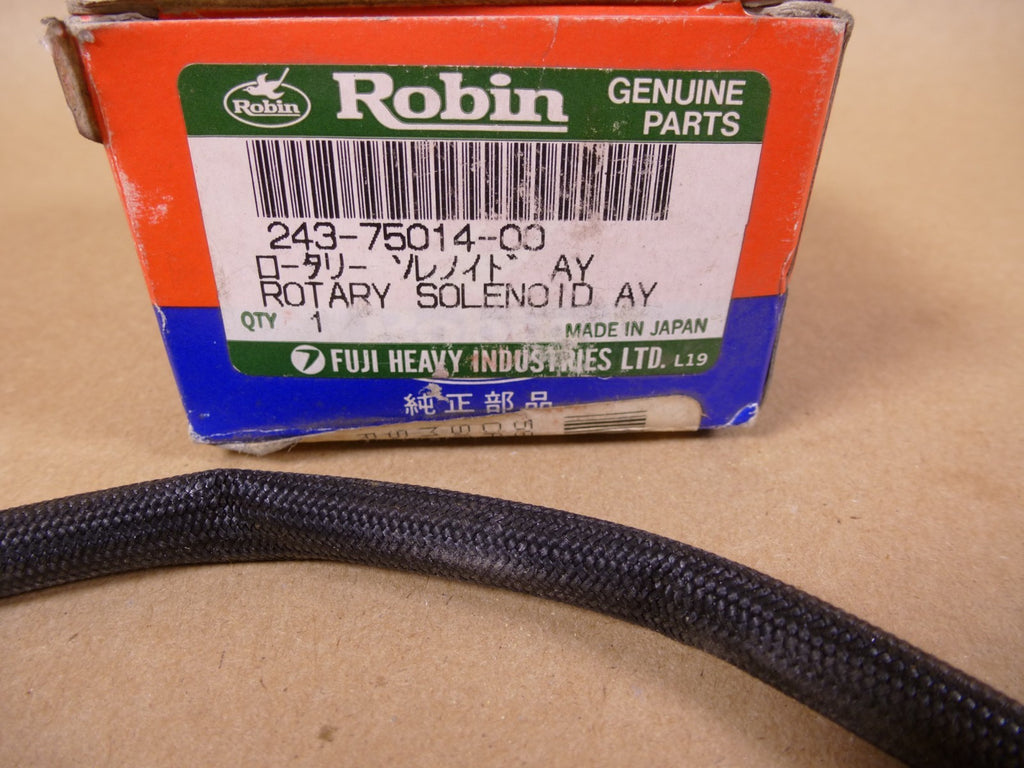 Robin Robin GENUINE
PARTS
243-75014-00
ロータリー ソレノイド AY
ROTARY SOLENOID AY
QTY 1 MADE IN JAPAN
FUJI HEAVY INDUSTRIES LTD. L19
純正部品